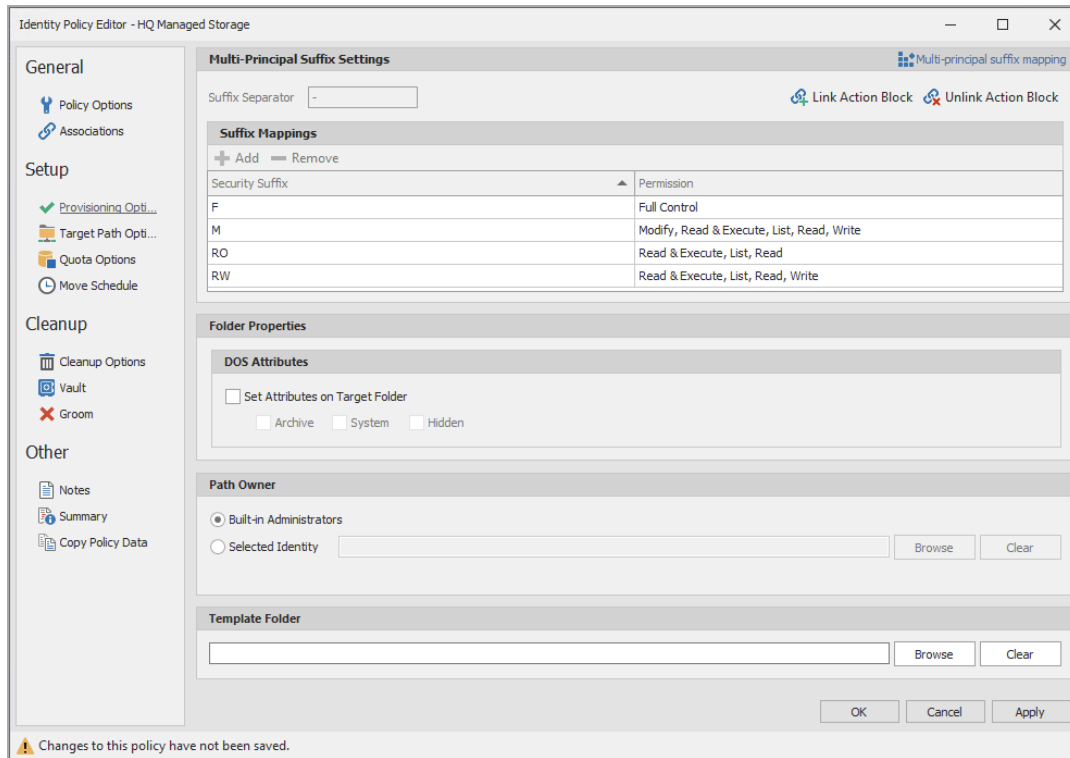 Identity Policy Editor - HQ Managed Storage
General
Policy Options
Associations
Setup
Provisioning Opti...
Target Path Opti...
Quota Options
Move Schedule
Cleanup
Cleanup Options
Vault
Groom
Other
Notes
Summary
Copy Policy Data
Multi-Principal Suffix Settings
Multi-principal suffix mapping
Suffix Separator -
Link Action Block Unlink Action Block
Suffix Mappings
Add Remove
Security Suffix Permission
F Full Control
M Modify, Read & Execute, List, Read, Write
RO Read & Execute, List, Read
RW Read & Execute, List, Read, Write
Folder Properties
DOS Attributes
Set Attributes on Target Folder
Archive System Hidden
Path Owner
Built-in Administrators
Selected Identity Browse Clear
Template Folder
Browse Clear
OK Cancel Apply
Changes to this policy have not been saved.